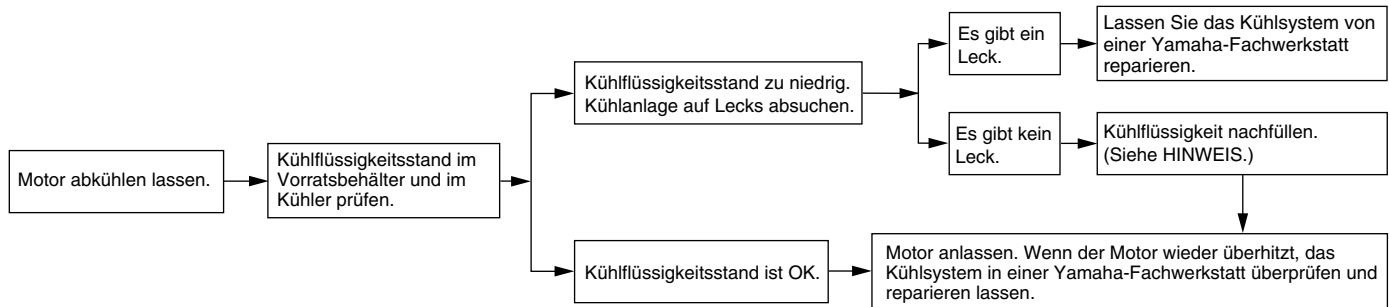 Motor abkühlen lassen.
Kühlflüssigkeitsstand im
Vorratsbehälter und im
Kühler prüfen.
Kühlflüssigkeitsstand zu niedrig.
Kühlanlage auf Lecks absuchen.
Es gibt ein
Leck.
Lassen Sie das Kühlsystem von
einer Yamaha-Fachwerkstatt
reparieren.
Es gibt kein
Leck.
Kühlflüssigkeit nachfüllen.
(Siehe HINWEIS.)
Kühlflüssigkeitsstand ist OK.
Motor anlassen. Wenn der Motor wieder überhitzt, das
Kühlsystem in einer Yamaha-Fachwerkstatt überprüfen und
reparieren lassen.